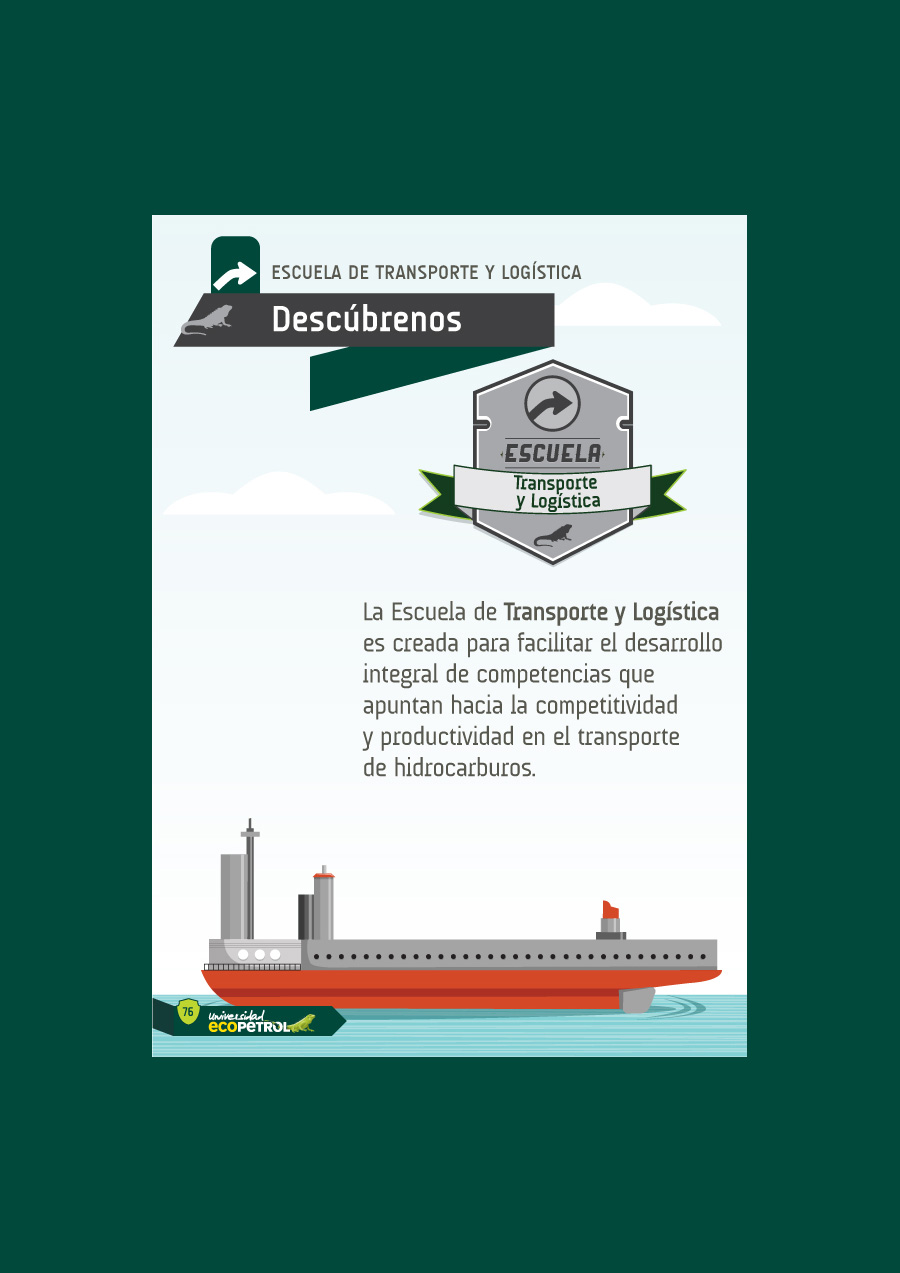 ESCUELA DE TRANSPORTE Y LOGÍSTICA
Descúbrenos
ESCUELA
Transporte
y Logística
La Escuela de Transporte y Logística
es creada para facilitar el desarrollo
integral de competencias que
apuntan hacia la competitividad
y productividad en el transporte
de hidrocarburos.
76
universidad
ecopetrol